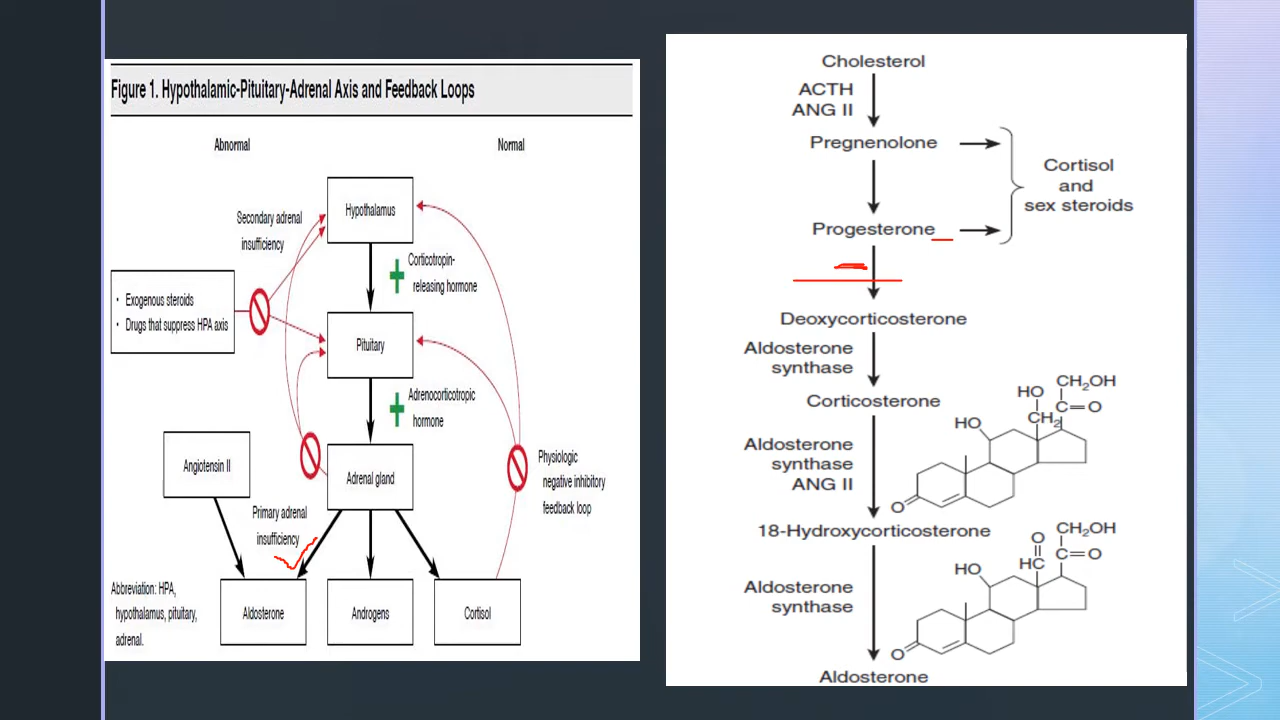 Figure 1. Hypothalamic-Pituitary-Adrenal Axis and Feedback Loops
Abnormal
Normal
Hypothalamus
Secondary adrenal
insufficiency
Corticotropin-
releasing hormone
• Exogenous steroids
• Drugs that suppress HPA axis
Pituitary
Adrenocorticotropic
hormone
Angiotensin II
Adrenal gland
Physiologic
negative inhibitory
feedback loop
Primary adrenal
insufficiency
Abbreviation: HPA,
hypothalamus, pituitary,
adrenal.
Aldosterone
Androgens
Cortisol
Cholesterol
ACTH
ANG II
Pregnenolone
Cortisol
and
sex steroids
Progesterone
Deoxycorticosterone
Aldosterone
synthase
Corticosterone
CH2OH
HO
C=O
CH2
HO
O
Aldosterone
synthase
ANG II
18-Hydroxycorticosterone
CH2OH
O
C=O
HC
HO
O
Aldosterone
synthase
Aldosterone